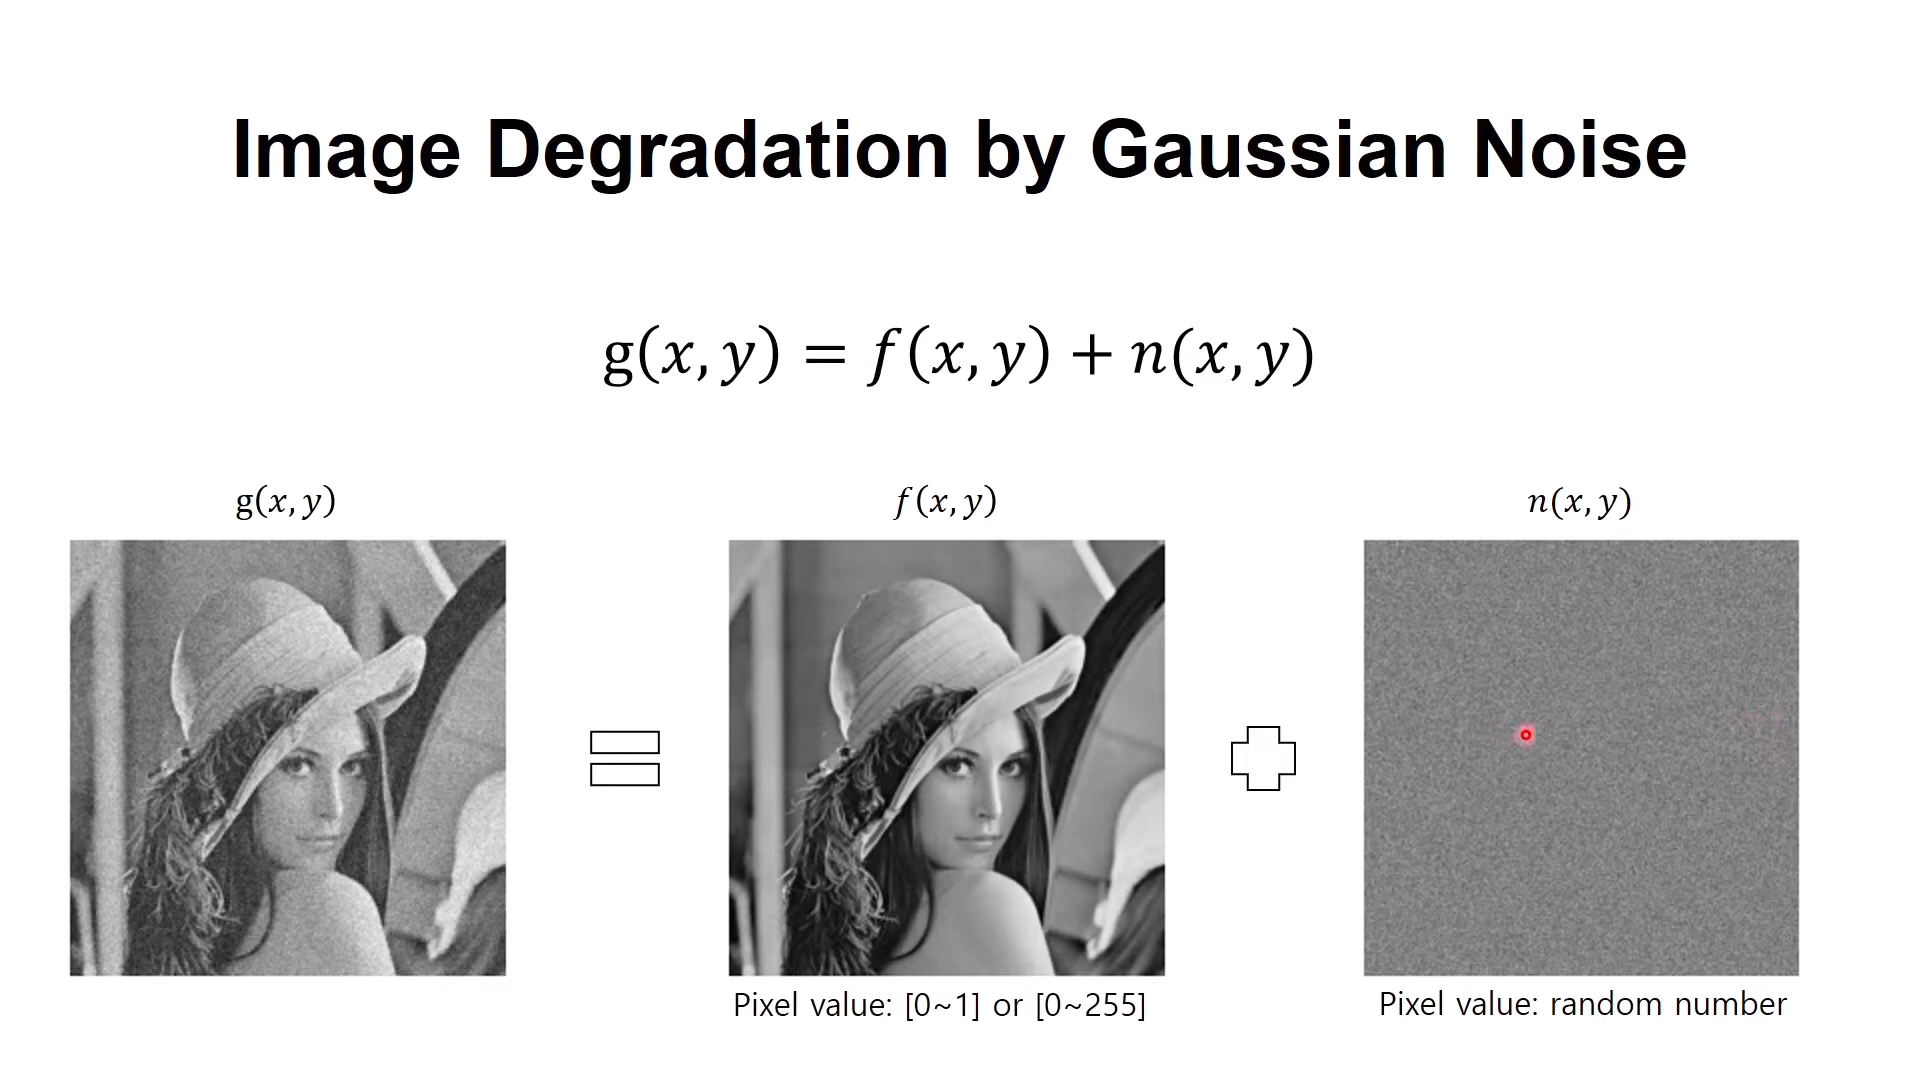 Image Degradation by Gaussian Noise
g(x, y) = f(x, y) + n(x, y)
g(x, y)
f(x, y)
n(x, y)
Pixel value: [0~1] or [0~255]
Pixel value: random number